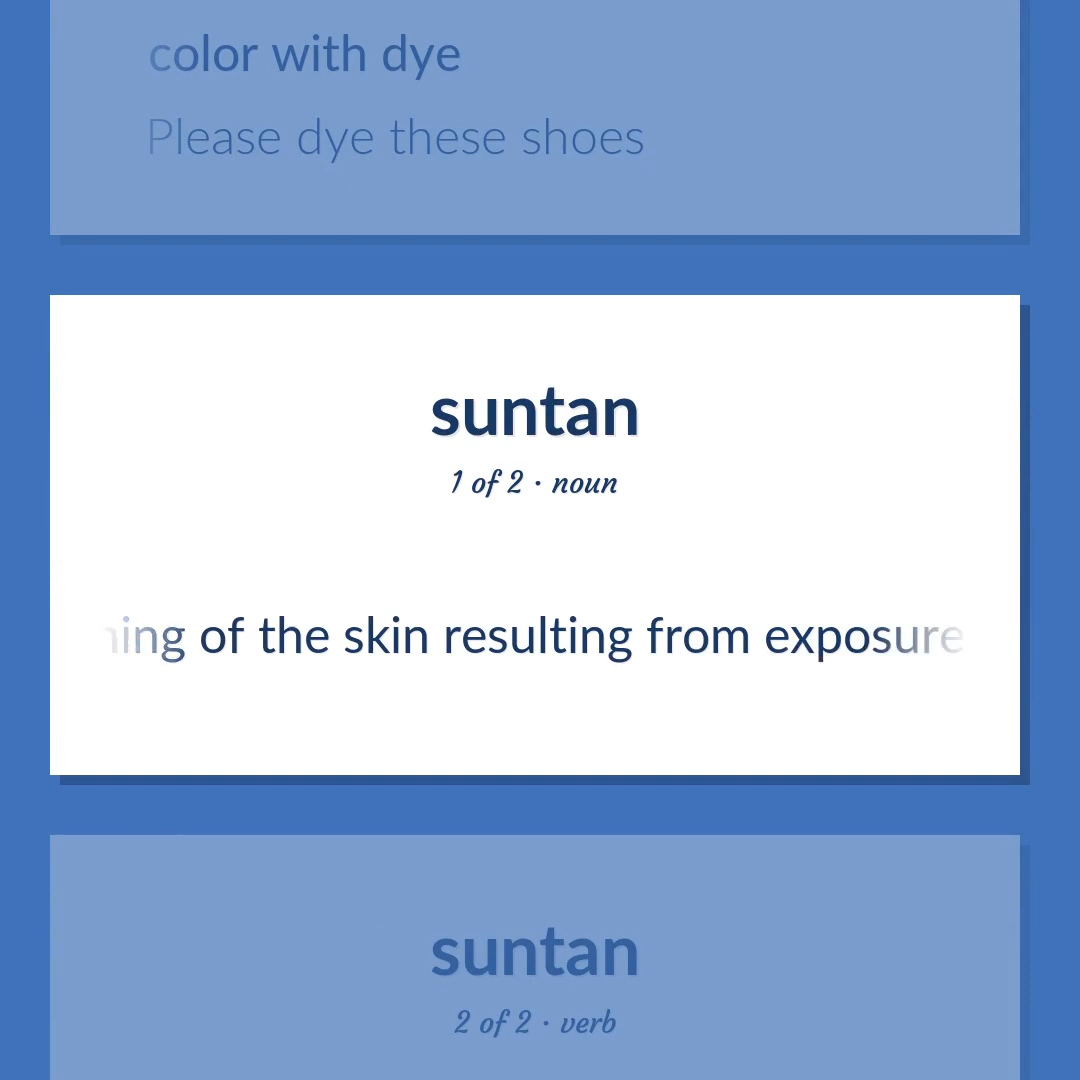 color with dye
Please dye these shoes
suntan
1 of 2 · noun
of the skin resulting from exposure
suntan
2 of 2 · verb